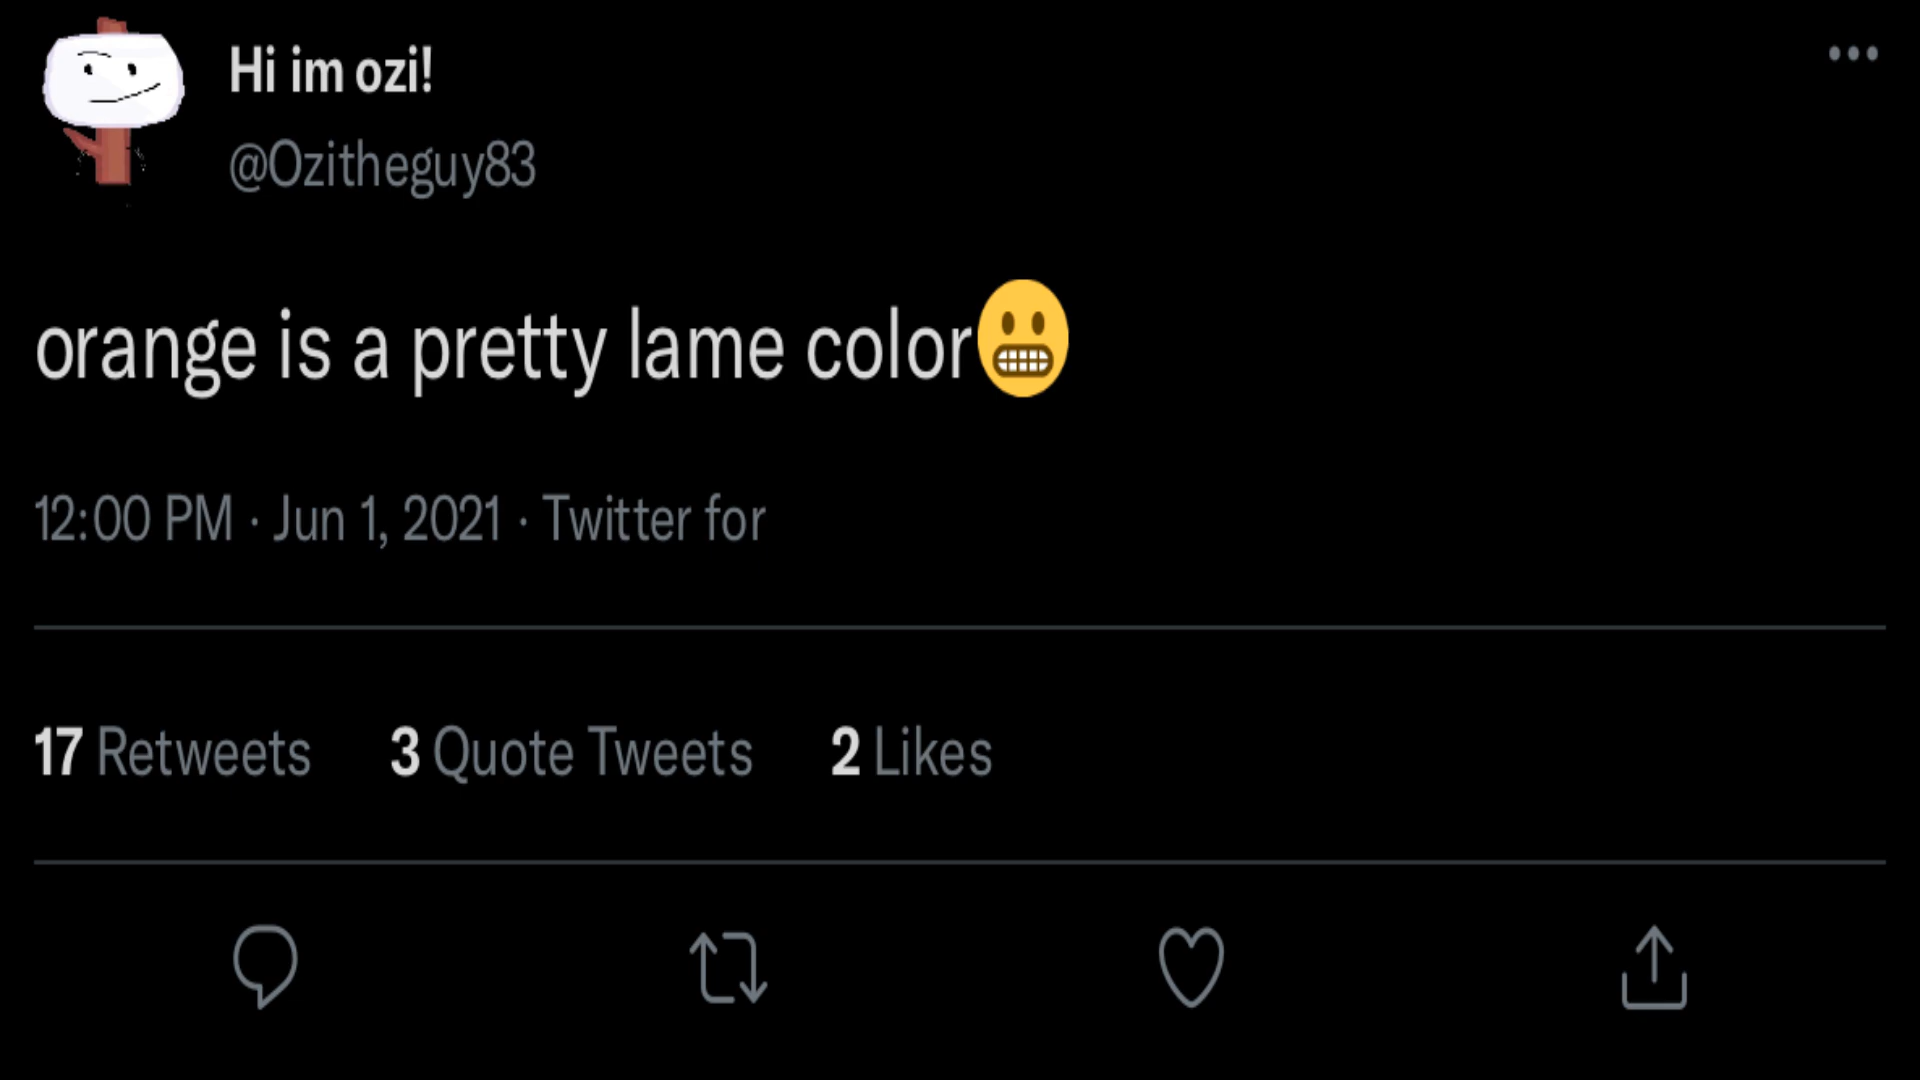 Hi im ozi!
@Ozitheguy83
orange is a pretty lame color😬
12:00 PM · Jun 1, 2021 · Twitter for
17 Retweets 3 Quote Tweets 2 Likes